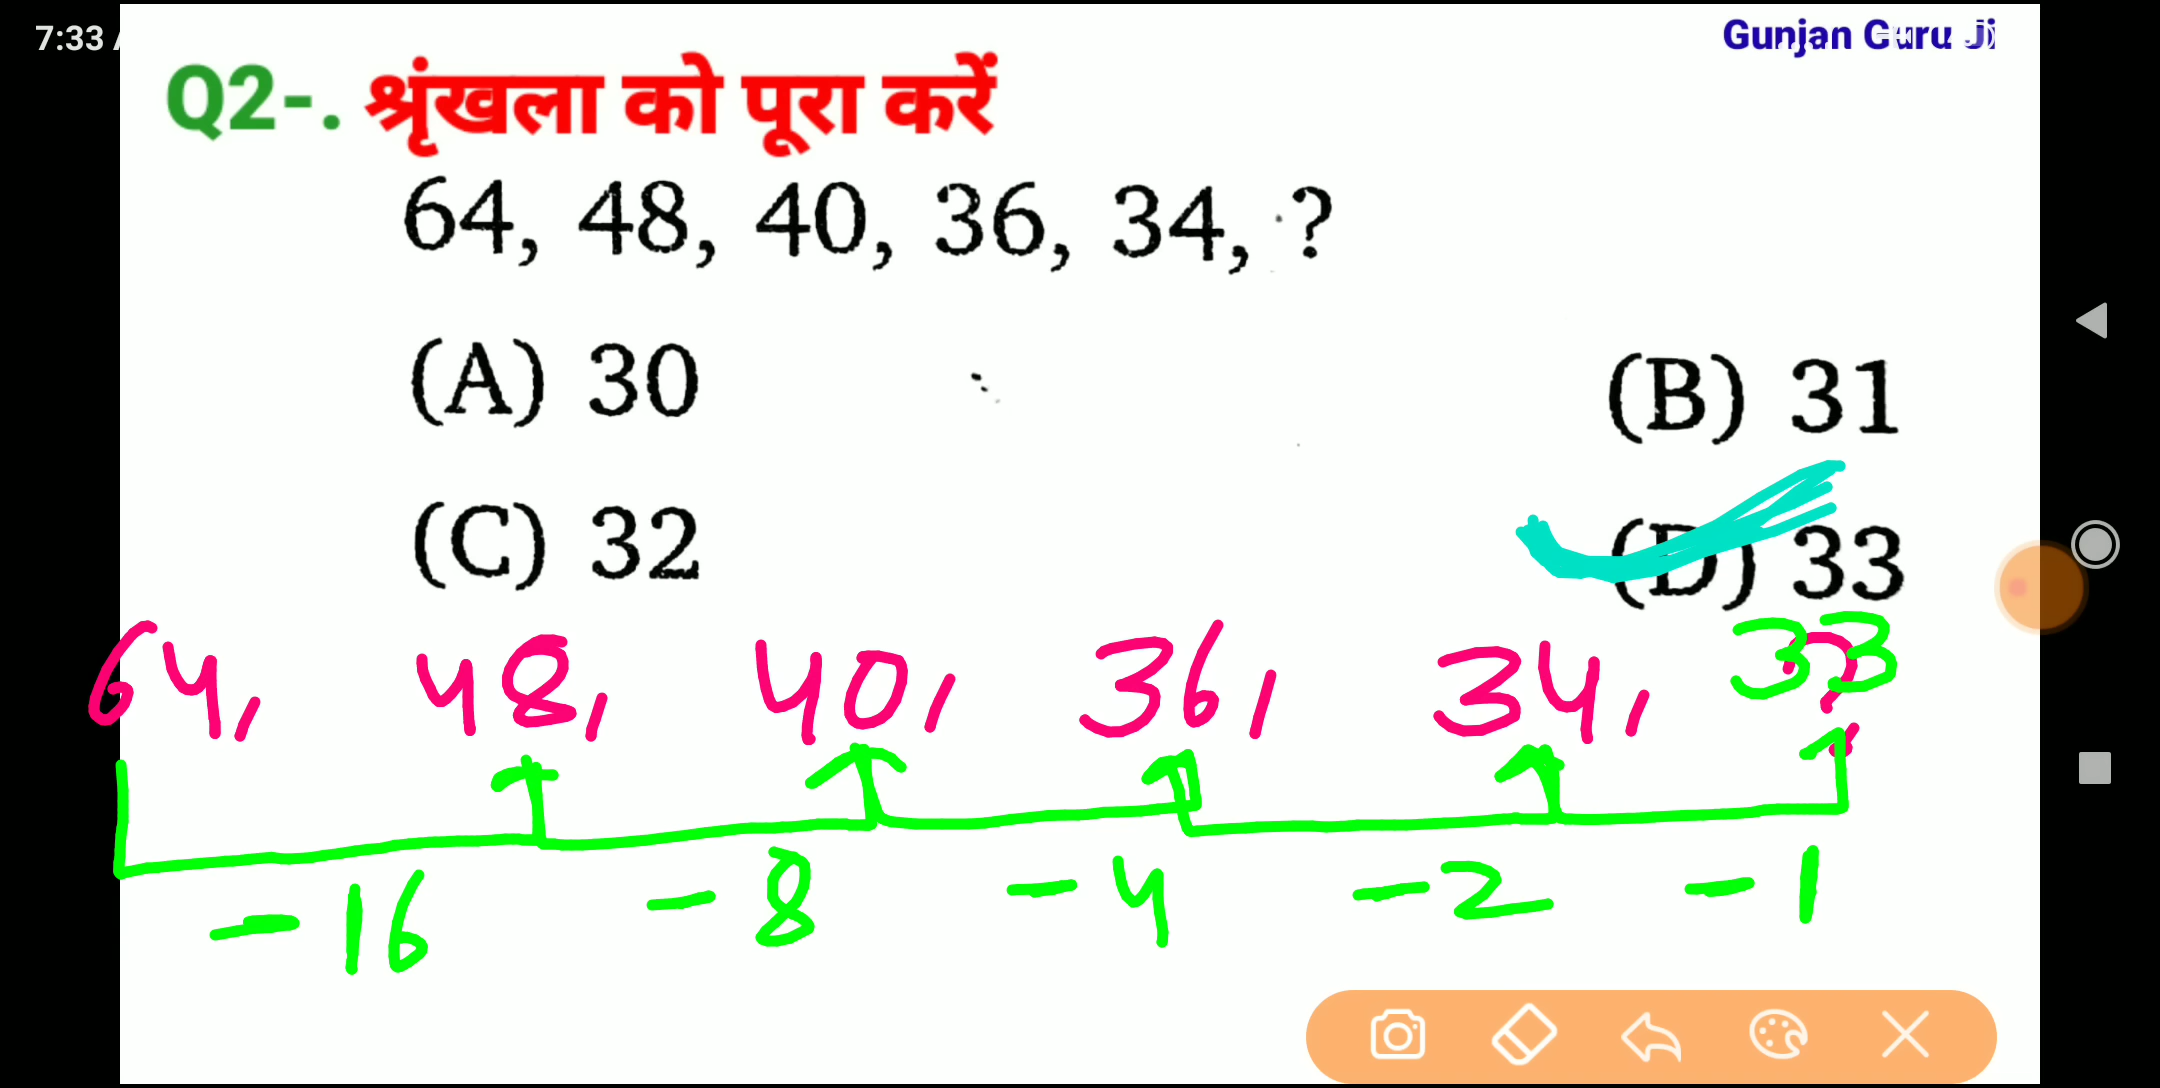 7:33
Gunjan Guru Ji
Q2-. श्रृंखला को पूरा करें
64, 48, 40, 36, 34, ?
(A) 30
(B) 31
(C) 32
(D) 33
64, 48, 40, 36, 34, 33
-16 -8 -4 -2 -1